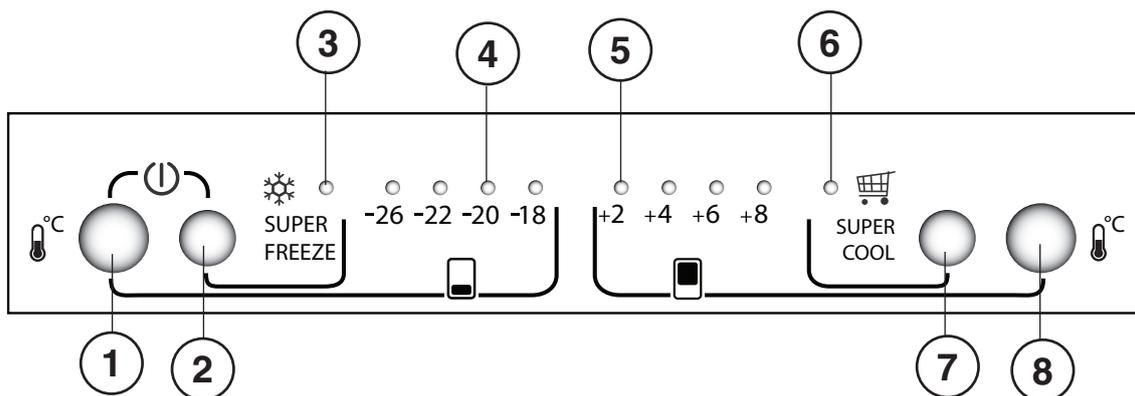 3 4 5 6
°C SUPER -26 -22 -20 -18 +2 +4 +6 +8 SUPER °C
FREEZE COOL
1 2 7 8